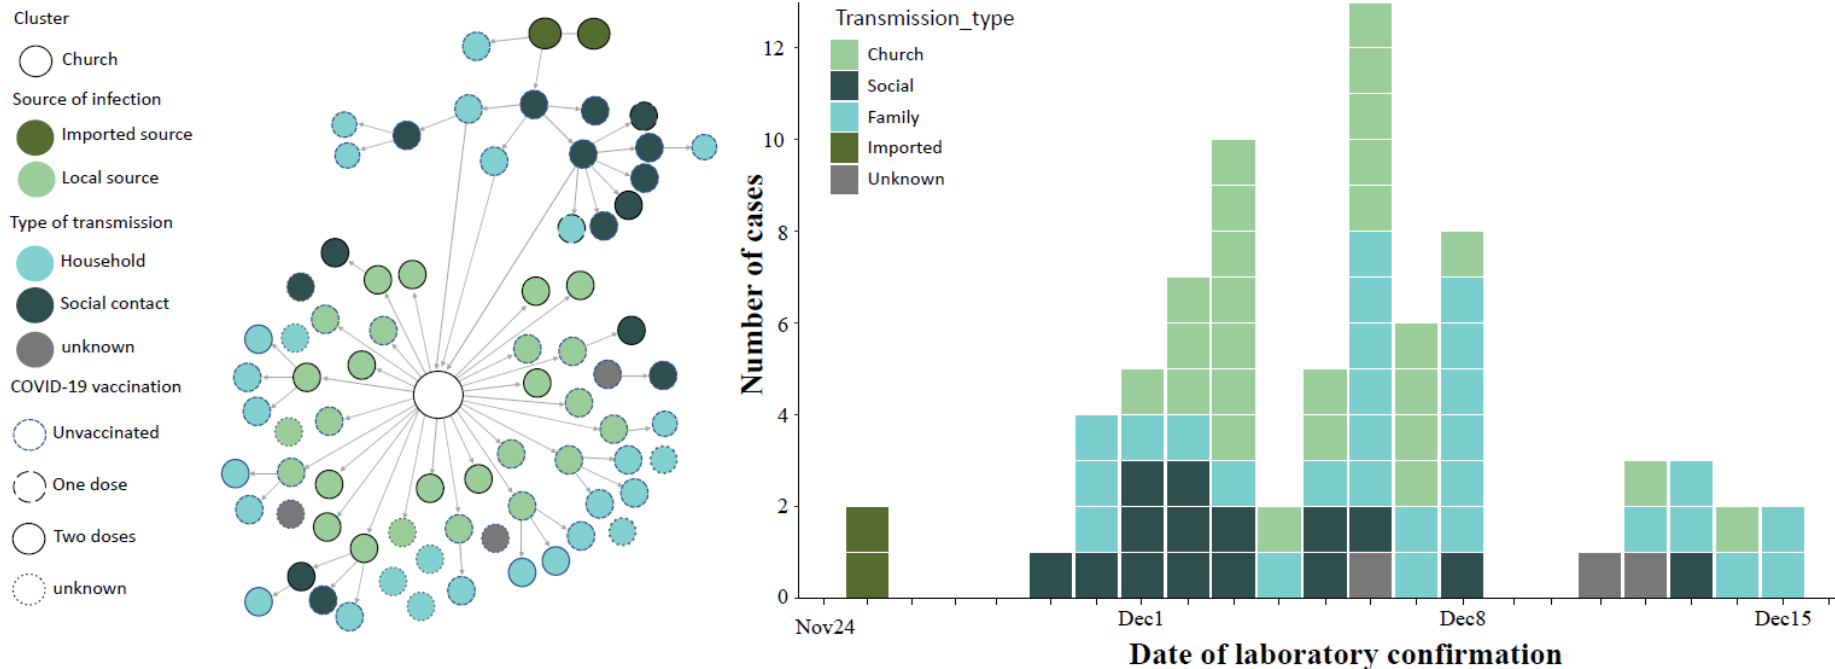 Cluster
Church
Source of infection
Imported source
Local source
Type of transmission
Household
Social contact
unknown
COVID-19 vaccination
Unvaccinated
One dose
Two doses
unknown
Transmission_type
Church
Social
Family
Imported
Unknown
Number of cases
12
10
8
6
4
2
0
Nov24
Dec1
Dec8
Dec15
Date of laboratory confirmation